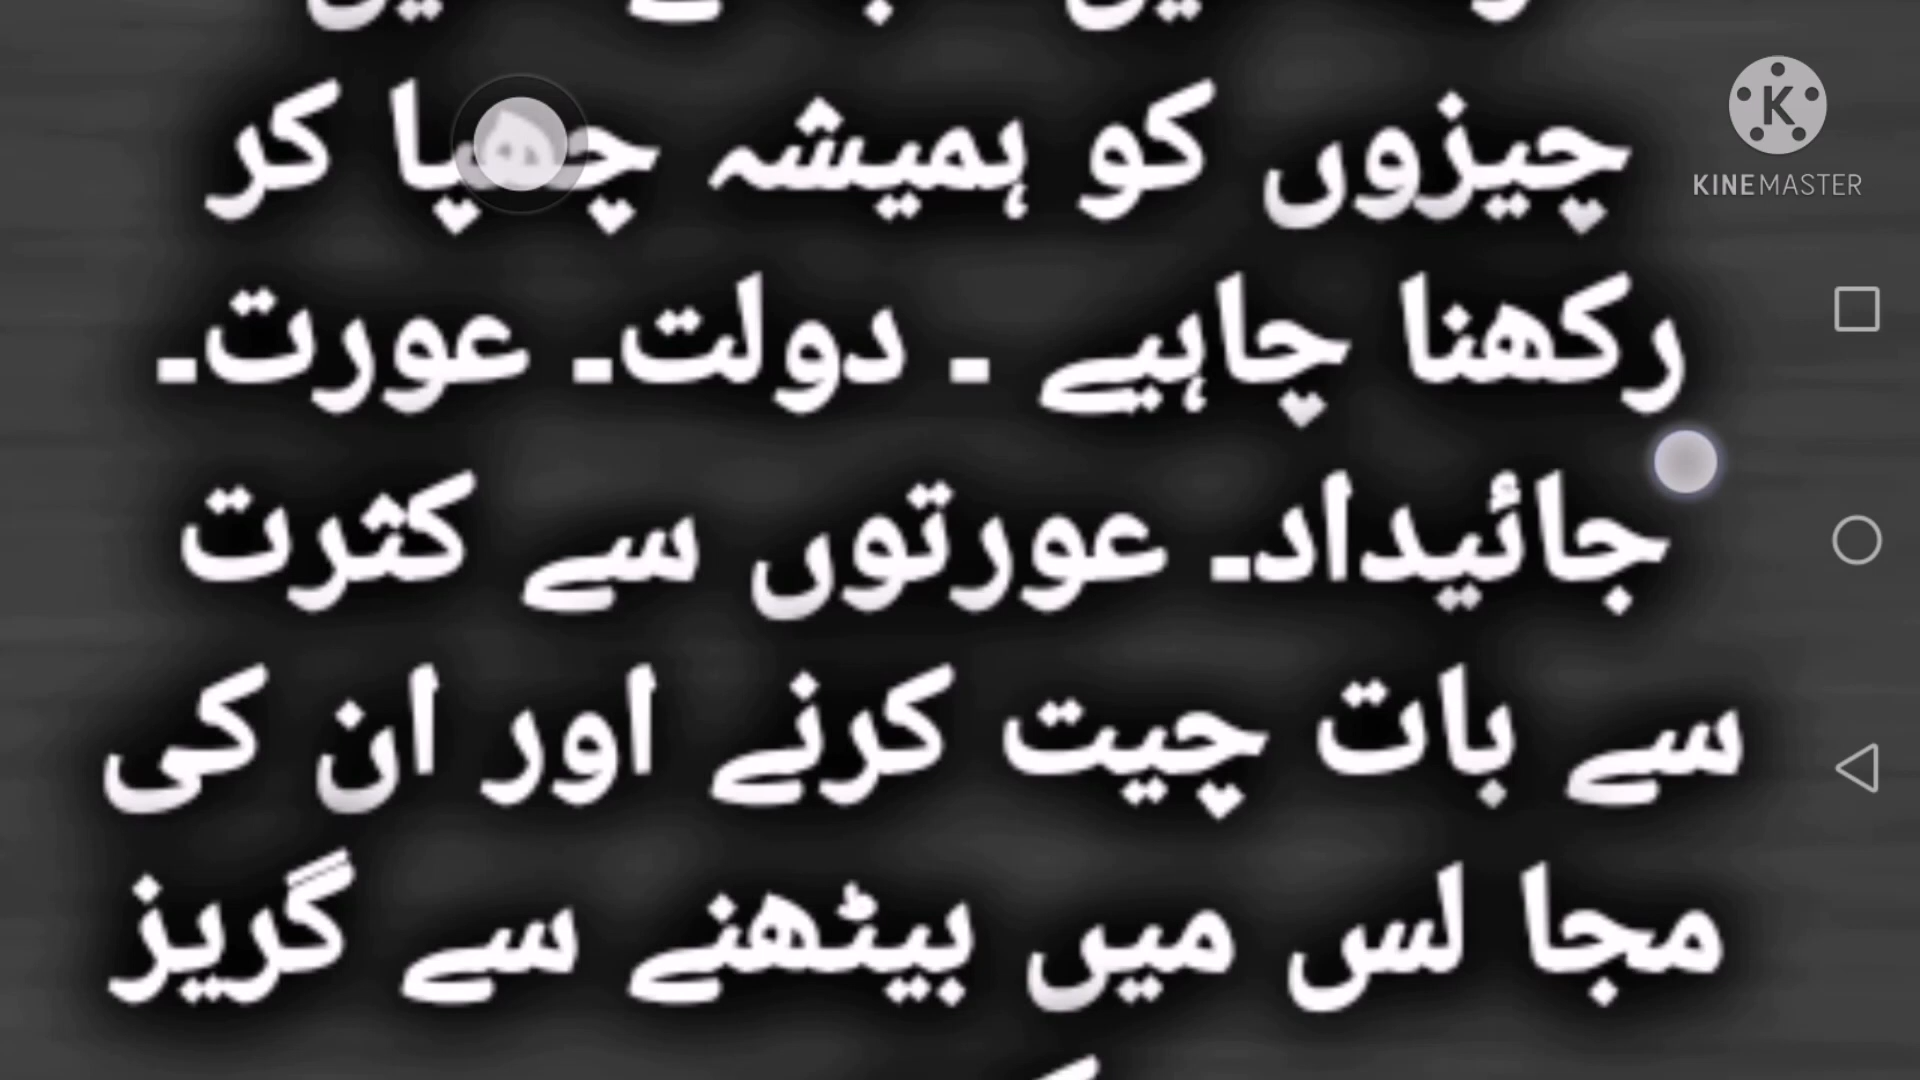 چیزوں کو ہمیشہ چھپا کر
رکھنا چاہیے ۔ دولت۔ عورت۔
جائیداد۔ عورتوں سے کثرت
سے بات چیت کرنے اور ان کی
مجا لس میں بیٹھنے سے گریز
K
KINEMASTER